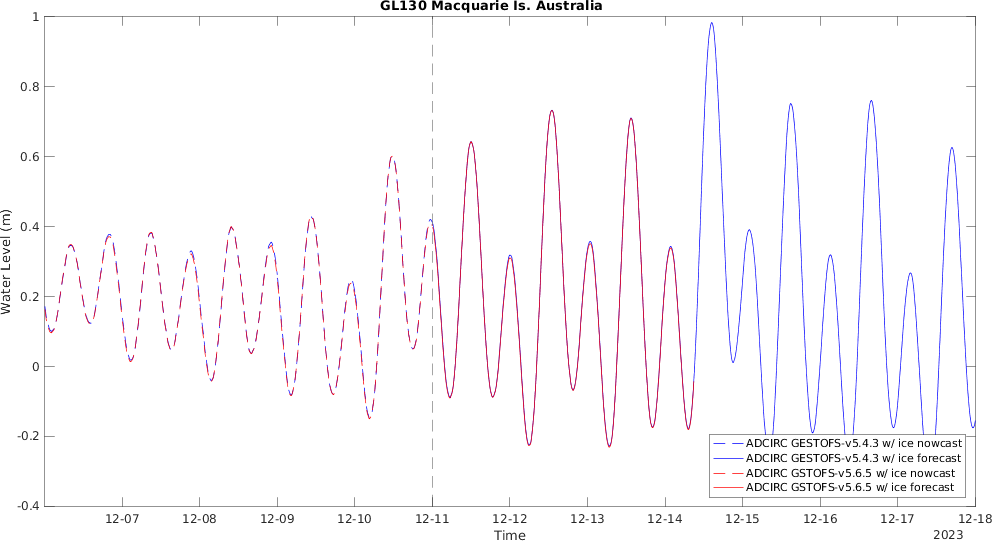 GL130 Macquarie Is. Australia
1
0.8
0.6
0.4
0.2
0
-0.2
-0.4
Water Level (m)
ADCIRC GESTOFS-v5.4.3 w/ ice nowcast
ADCIRC GESTOFS-v5.4.3 w/ ice forecast
ADCIRC GSTOFS-v5.6.5 w/ ice nowcast
ADCIRC GSTOFS-v5.6.5 w/ ice forecast
12-07 12-08 12-09 12-10 12-11 12-12 12-13 12-14 12-15 12-16 12-17 12-18
Time
2023